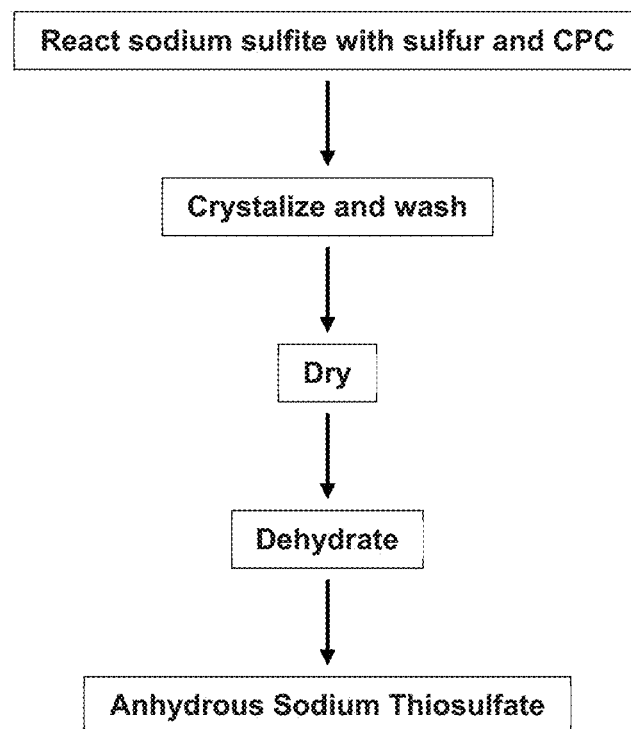 React sodium sulfite with sulfur and CPC
Crystalize and wash
Dry
Dehydrate
Anhydrous Sodium Thiosulfate